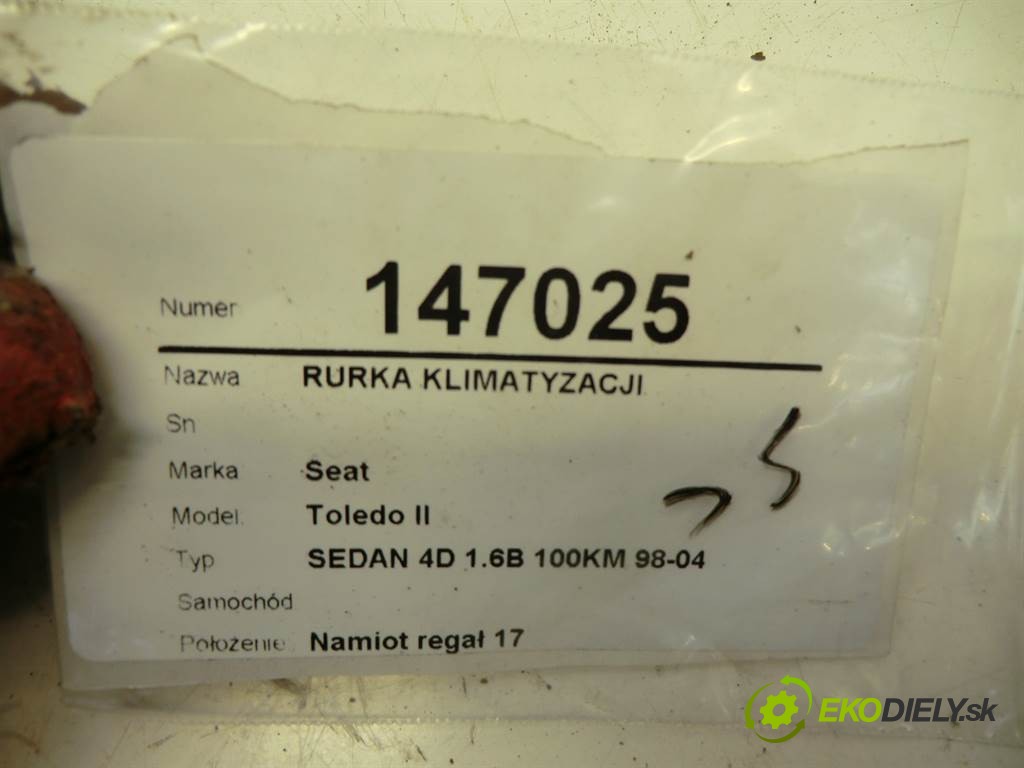 Numer 147025
Nazwa RURKA KLIMATYZACJI
Sn
Marka Seat
Model Toledo II
Typ SEDAN 4D 1.6B 100KM 98-04
Samochód
Położenie Namiot regał 17
EKODIELY.sk